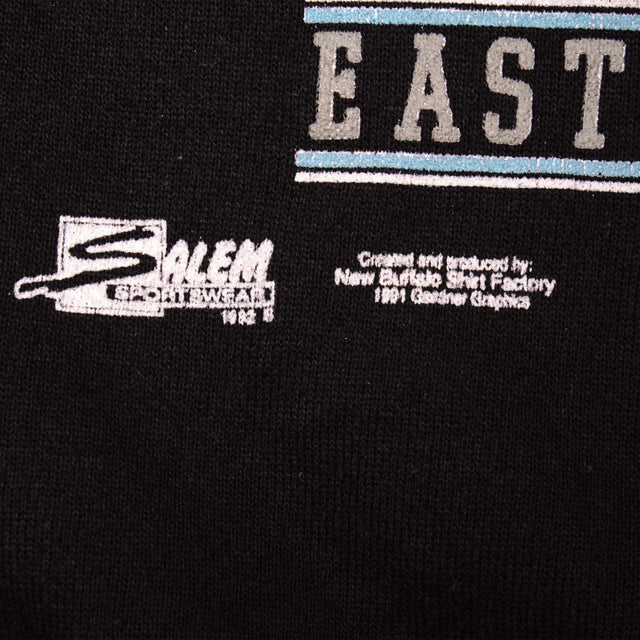 EAST
SALEM
SPORTSWEAR
Created and produced by:
New Buffalo Shirt Factory
1991 Gardner Graphics